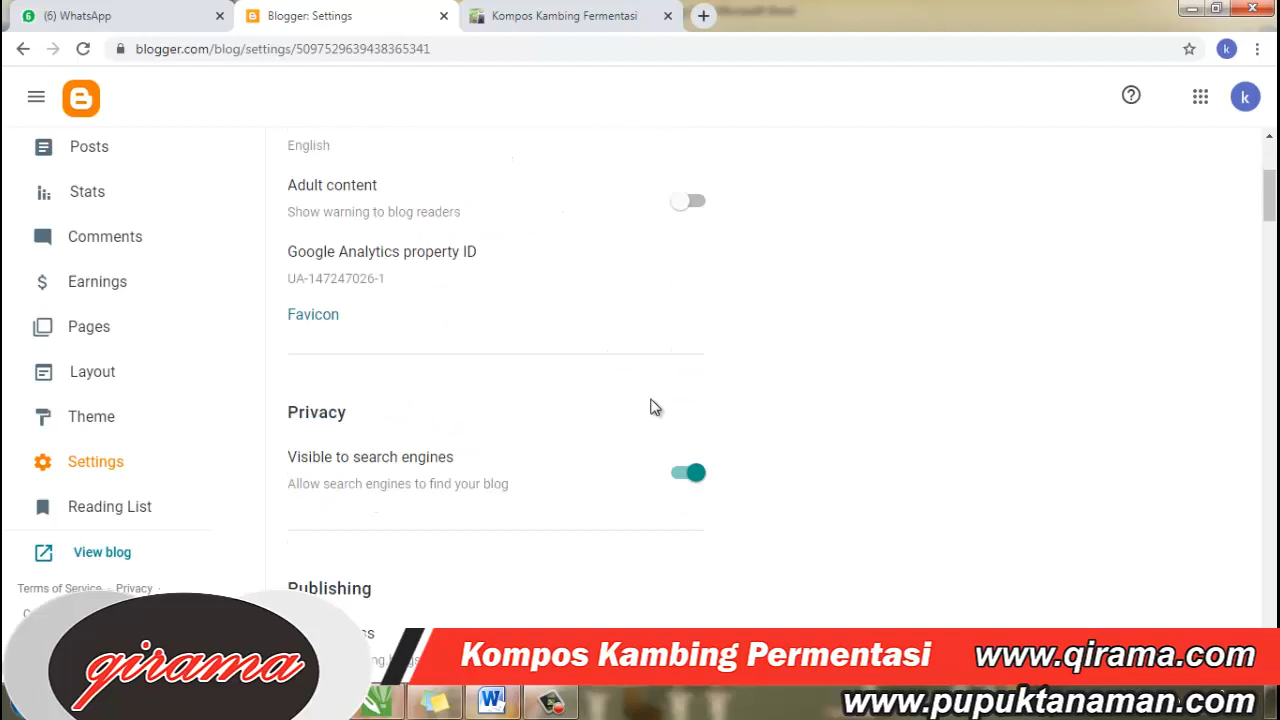 (6) WhatsApp
Blogger: Settings
Kompos Kambing Fermentasi
blogger.com/blog/settings/5097529639438365341
k
k
Posts
Stats
Comments
Earnings
Pages
Layout
Theme
Settings
Reading List
View blog
Terms of Service · Privacy ·
English
Adult content
Show warning to blog readers
Google Analytics property ID
UA-147247026-1
Favicon
Privacy
Visible to search engines
Allow search engines to find your blog
Publishing
qirama
Kompos Kambing Permentasi www.qirama.com
www.pupuktanaman.com